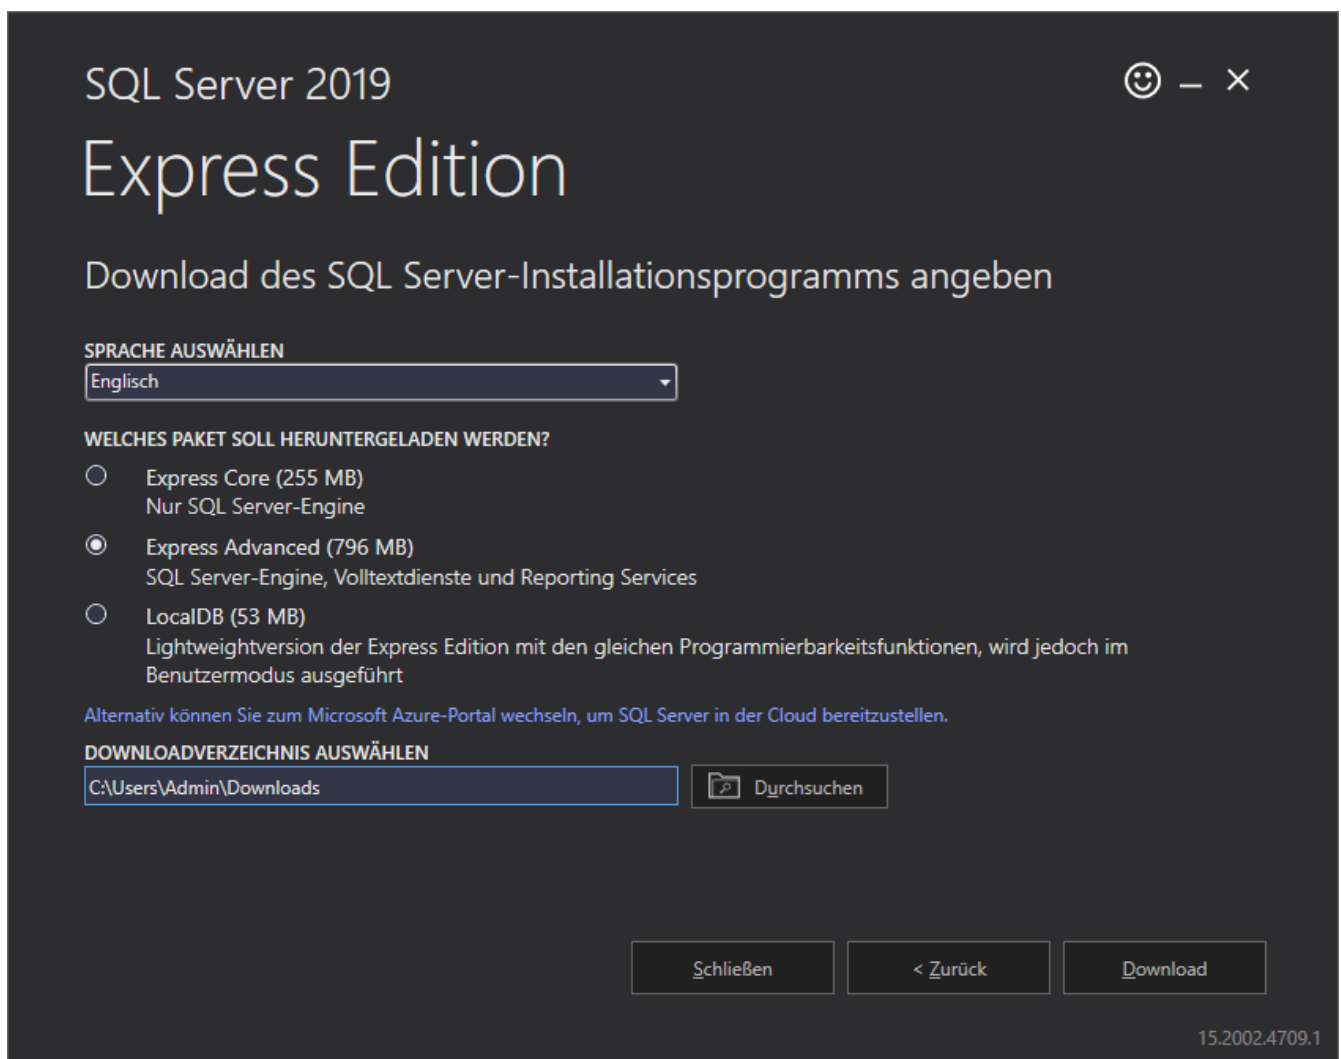 SQL Server 2019
Express Edition
Download des SQL Server-Installationsprogramms angeben
SPRACHE AUSWÄHLEN
Englisch
WELCHES PAKET SOLL HERUNTERGELADEN WERDEN?
Express Core (255 MB)
Nur SQL Server-Engine
Express Advanced (796 MB)
SQL Server-Engine, Volltextdienste und Reporting Services
LocalDB (53 MB)
Lightweightversion der Express Edition mit den gleichen Programmierbarkeitsfunktionen, wird jedoch im
Benutzermodus ausgeführt
Alternativ können Sie zum Microsoft Azure-Portal wechseln, um SQL Server in der Cloud bereitzustellen.
DOWNLOADVERZEICHNIS AUSWÄHLEN
C:\Users\Admin\Downloads
Durchsuchen
Schließen
< Zurück
Download
15.2002.4709.1